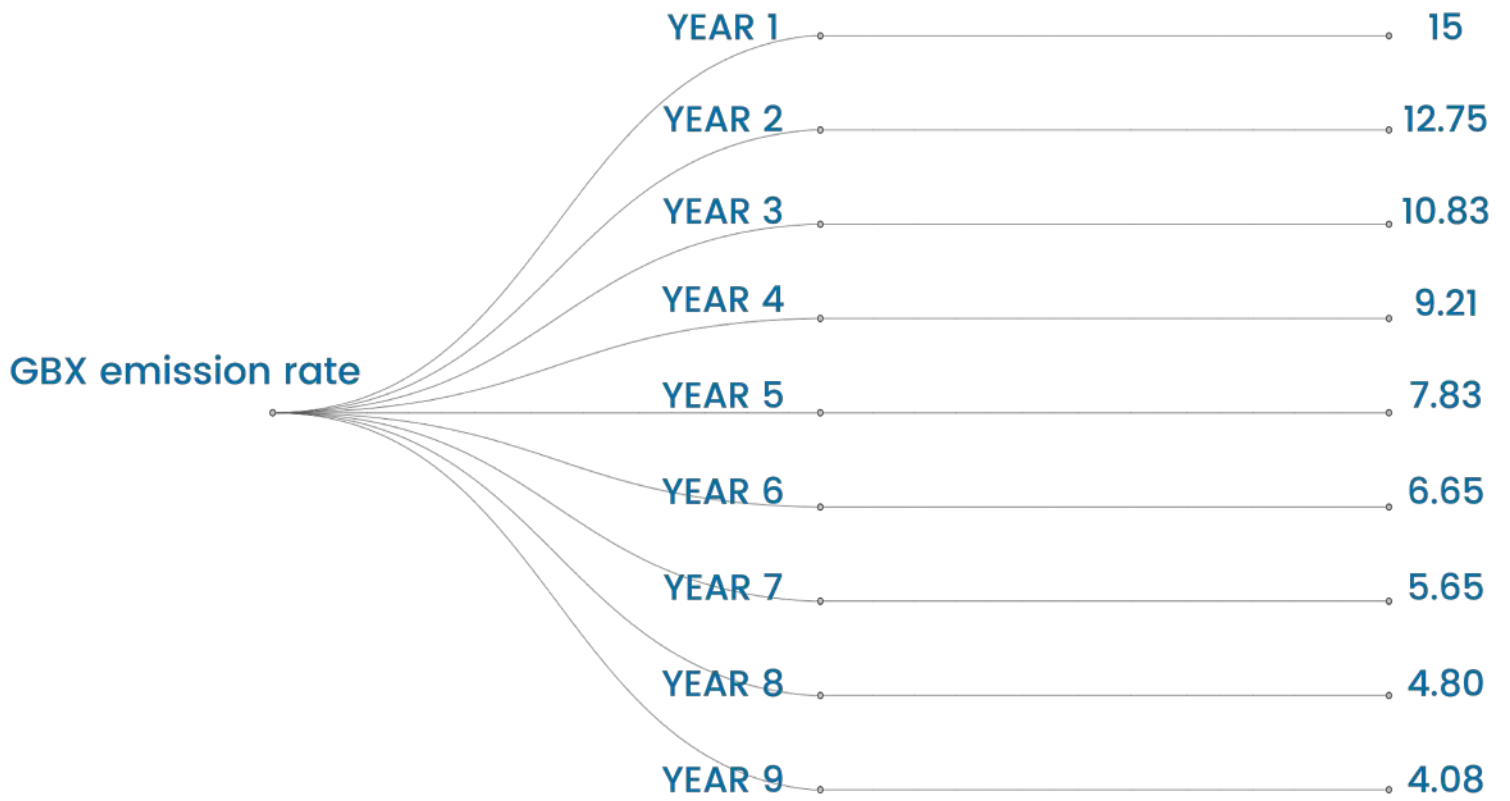 GBX emission rate
YEAR 1 15
YEAR 2 12.75
YEAR 3 10.83
YEAR 4 9.21
YEAR 5 7.83
YEAR 6 6.65
YEAR 7 5.65
YEAR 8 4.80
YEAR 9 4.08